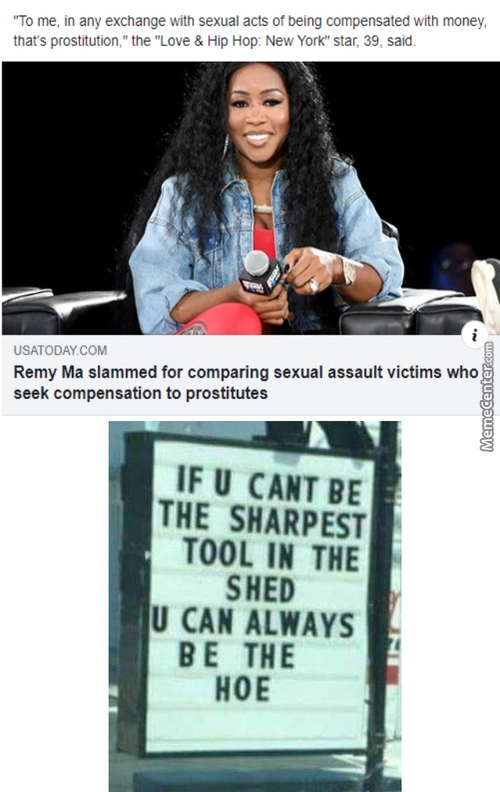 "To me, in any exchange with sexual acts of being compensated with money,
that's prostitution," the "Love & Hip Hop: New York" star, 39, said.
i
USATODAY.COM
Remy Ma slammed for comparing sexual assault victims who
seek compensation to prostitutes
MemeCenter.com
IF U CANT BE
THE SHARPEST
TOOL IN THE
SHED
U CAN ALWAYS
BE THE
HOE